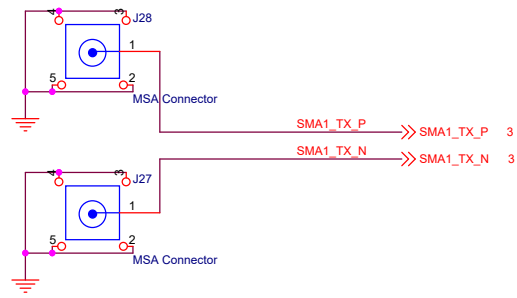 4 3 J28
1
5 2
MSA Connector
SMA1_TX_P SMA1_TX_P 3
SMA1_TX_N SMA1_TX_N 3
4 3 J27
1
5 2
MSA Connector